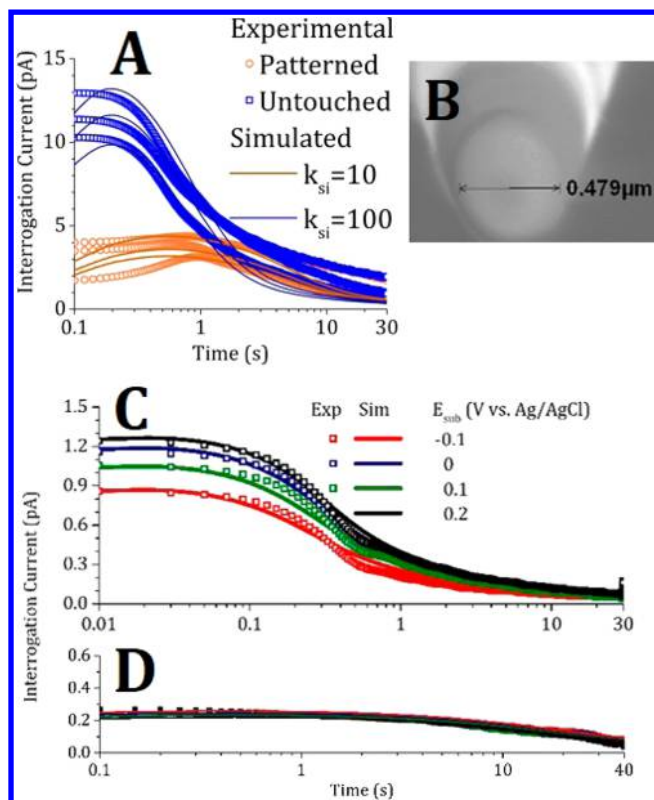 A
Experimental
Patterned
Untouched
Simulated
k_si=10
k_si=100
Interrogation Current (pA)
15
10
5
0
0.1 1 10 30
Time (s)
B
0.479μm
C
Exp Sim E_sub (V vs. Ag/AgCl)
-0.1
0
0.1
0.2
1.5
1.2
0.9
0.6
0.3
0.0
0.01 0.1 1 10 30
Interrogation Current (pA)
D
0.6
0.4
0.2
0.0
0.1 1 10 40
Time (s)